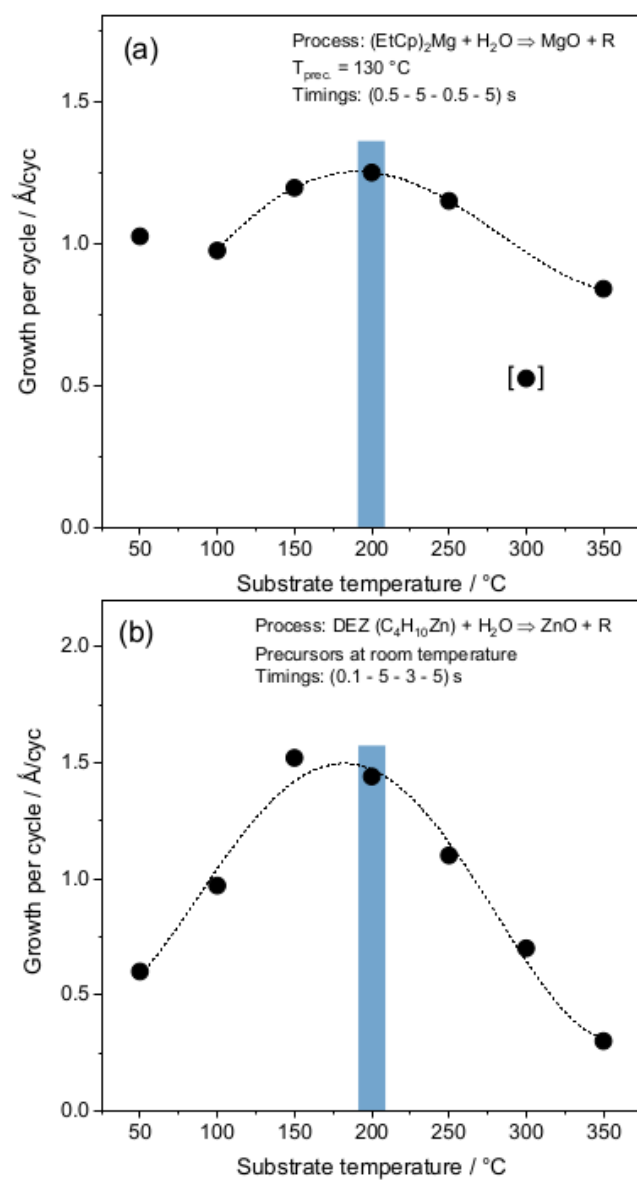 (a)
Process: (EtCp)₂Mg + H₂O ⇒ MgO + R
T_prec. = 130 °C
Timings: (0.5 - 5 - 0.5 - 5) s
Growth per cycle / Å/cyc
1.5
1.0
0.5
0.0
[ ]
50 100 150 200 250 300 350
Substrate temperature / °C
(b)
Process: DEZ (C₄H₁₀Zn) + H₂O ⇒ ZnO + R
Precursors at room temperature
Timings: (0.1 - 5 - 3 - 5) s
Growth per cycle / Å/cyc
2.0
1.5
1.0
0.5
0.0
50 100 150 200 250 300 350
Substrate temperature / °C